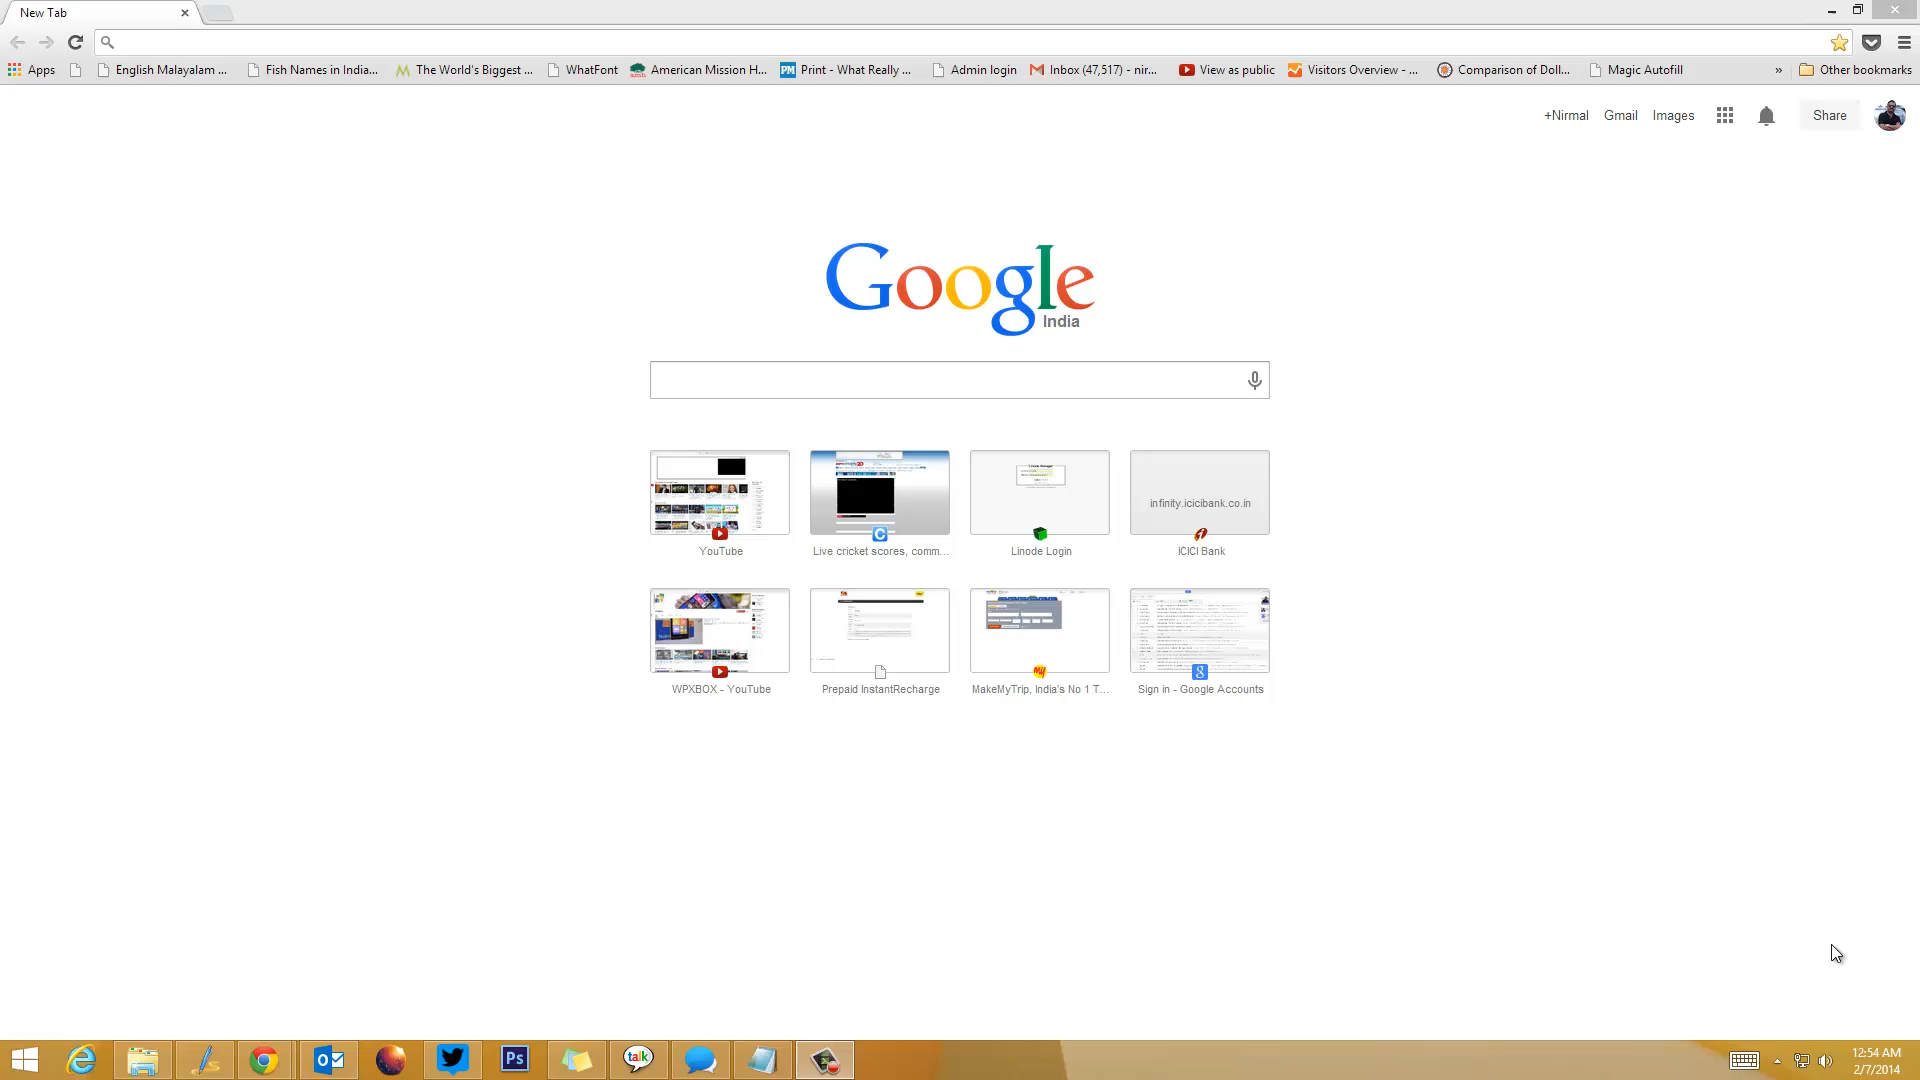 New Tab
Apps
English Malayalam ...
Fish Names in India...
The World's Biggest ...
WhatFont
American Mission H...
PM Print - What Really ...
Admin login
Inbox (47,517) - nir...
View as public
Visitors Overview - ...
Comparison of Doll...
Magic Autofill
»
Other bookmarks
+Nirmal
Gmail
Images
Share
Google
India
infinity.icicibank.co.in
YouTube
Live cricket scores, comm...
Linode Login
ICICI Bank
WPXBOX - YouTube
Prepaid InstantRecharge
MakeMyTrip, India's No 1 T...
Sign in - Google Accounts
Ps
talk
12:54 AM
2/7/2014